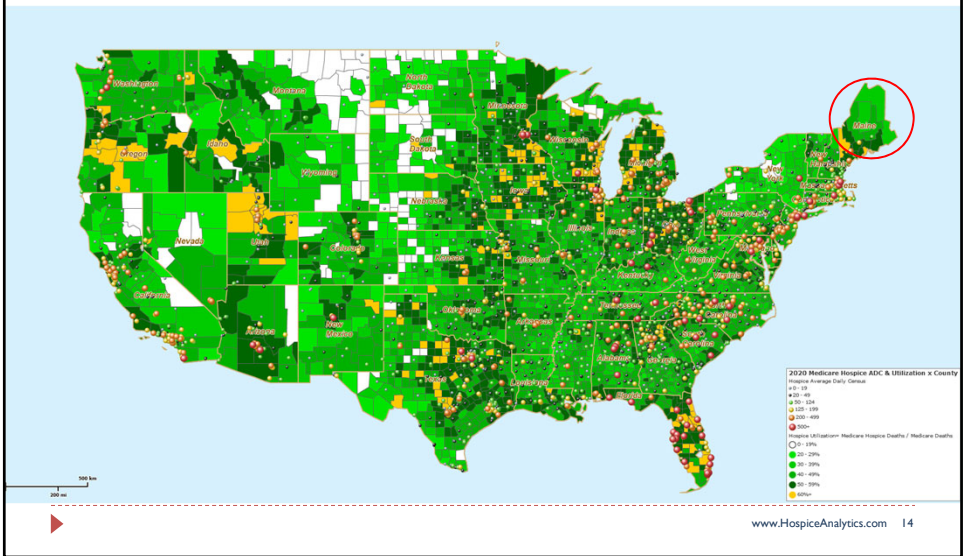 Washington
Montana
North
Dakota
Minnesota
Maine
Oregon
Idaho
South
Dakota
Wisconsin
Michigan
New
York
Wyoming
Iowa
Nebraska
Pennsylvania
Nevada
Utah
Colorado
Illinois
Indiana
West
Virginia
Kansas
Missouri
Kentucky
Virginia
California
Arizona
New
Mexico
Oklahoma
Arkansas
Tennessee
Carolina
South
Carolina
Alabama
Georgia
Texas
Louisiana
Florida
2020 Medicare Hospice ADC & Utilization x County
Hospice Average Daily Census
0 - 19
20 - 49
50 - 124
125 - 199
200 - 499
500+
Hospice Utilization= Medicare Hospice Deaths / Medicare Deaths
0 - 19%
20 - 29%
30 - 39%
40 - 49%
50 - 59%
60%+
500 km
200 mi
www.HospiceAnalytics.com 14